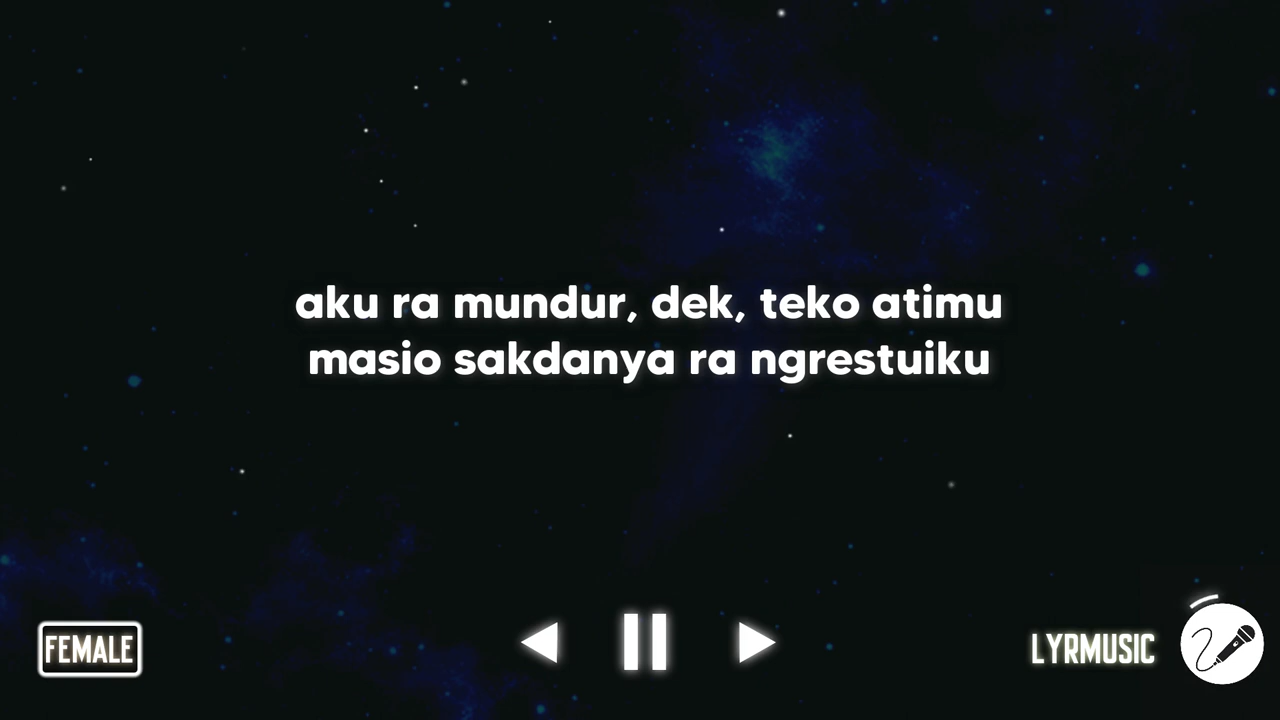 aku ra mundur, dek, teko atimu
masio sakdanya ra ngrestuiku
FEMALE
LYRMUSIC